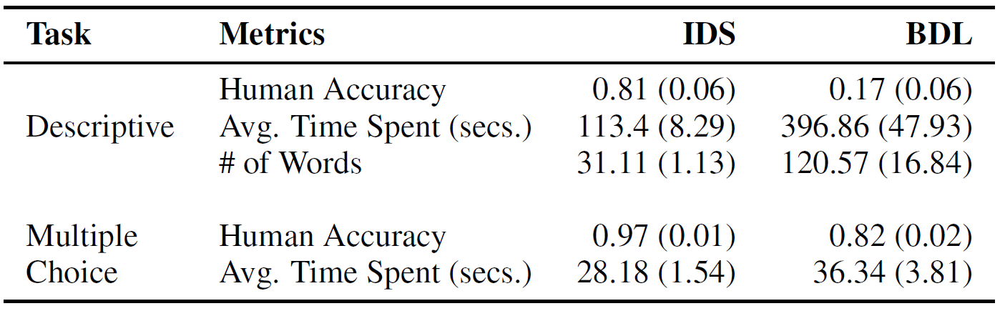 Task Metrics IDS BDL
Human Accuracy 0.81 (0.06) 0.17 (0.06)
Descriptive Avg. Time Spent (secs.) 113.4 (8.29) 396.86 (47.93)
# of Words 31.11 (1.13) 120.57 (16.84)
Multiple Human Accuracy 0.97 (0.01) 0.82 (0.02)
Choice Avg. Time Spent (secs.) 28.18 (1.54) 36.34 (3.81)